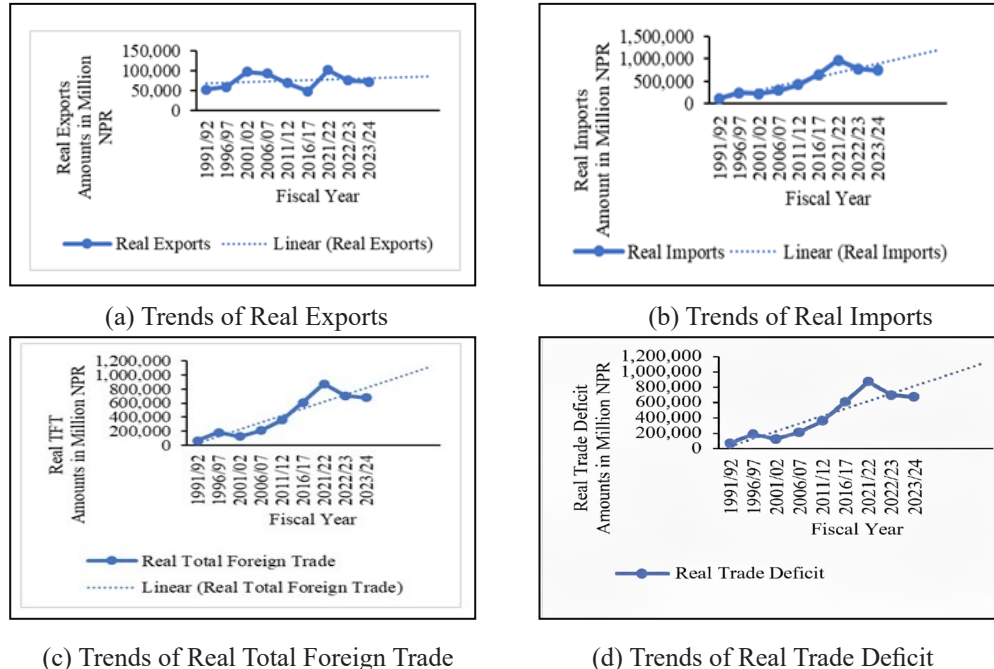 150,000
100,000
50,000
0
Real Exports
Amounts in Million
NPR
1991/92
1996/97
2001/02
2006/07
2011/12
2016/17
2021/22
2022/23
2023/24
Fiscal Year
Real Exports
Linear (Real Exports)
(a) Trends of Real Exports
1,500,000
1,000,000
500,000
0
Real Imports
Amount in Million NPR
1991/92
1996/97
2001/02
2006/07
2011/12
2016/17
2021/22
2022/23
2023/24
Fiscal Year
Real Imports
Linear (Real Imports)
(b) Trends of Real Imports
1,200,000
1,000,000
800,000
600,000
400,000
200,000
0
Real TFT
Amounts in Million NPR
1991/92
1996/97
2001/02
2006/07
2011/12
2016/17
2021/22
2022/23
2023/24
Fiscal Year
Real Total Foreign Trade
Linear (Real Total Foreign Trade)
(c) Trends of Real Total Foreign Trade
1,200,000
1,000,000
800,000
600,000
400,000
200,000
0
Real Trade Deficit
Amounts in Million NPR
1991/92
1996/97
2001/02
2006/07
2011/12
2016/17
2021/22
2022/23
2023/24
Fiscal Year
Real Trade Deficit
(d) Trends of Real Trade Deficit